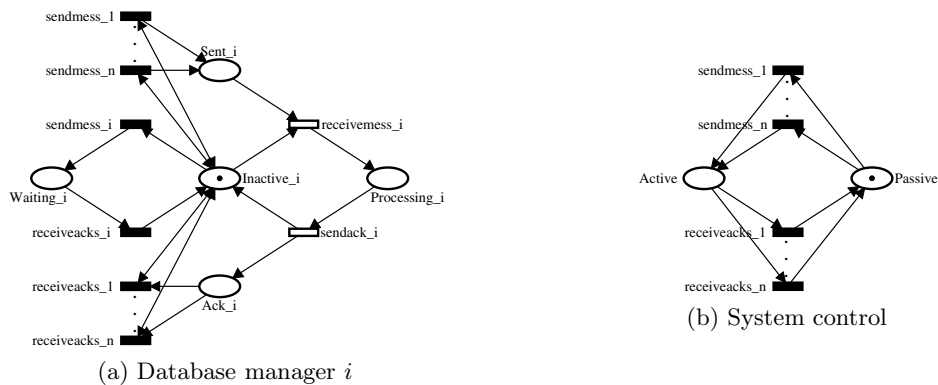 sendmess_1
Sent_i
sendmess_n
sendmess_i
receivemess_i
Waiting_i
Inactive_i
Processing_i
receiveacks_i
sendack_i
receiveacks_1
Ack_i
receiveacks_n
(a) Database manager i
sendmess_1
sendmess_n
Active
Passive
receiveacks_1
receiveacks_n
(b) System control